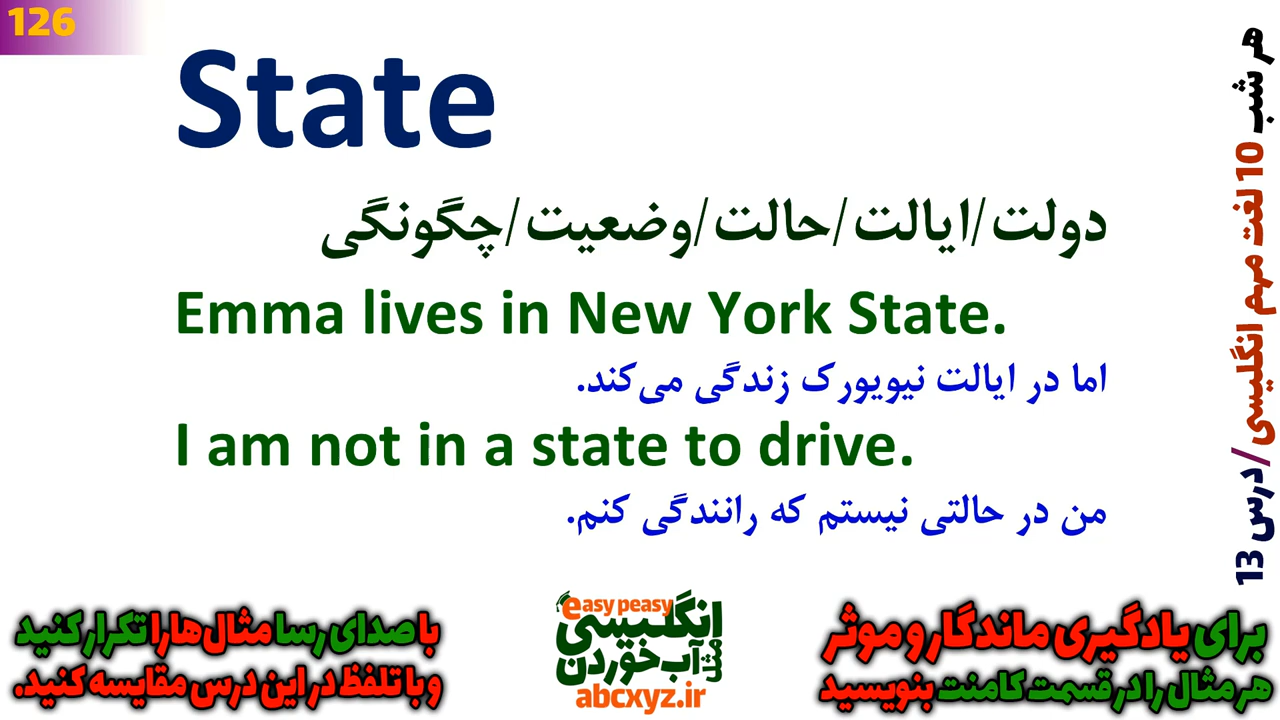 126
State
دولت/ایالت/حالت/وضعیت/چگونگی
Emma lives in New York State.
اما در ایالت نیویورک زندگی می‌کند.
I am not in a state to drive.
من در حالتی نیستم که رانندگی کنم.
هر شب 10 لغت مهم انگلیسی/درس 13
برای یادگیری ماندگار و موثر
هر مثال را در قسمت کامنت بنویسید
easy peasy
انگلیسی
مثل آب خوردن
abcxyz.ir
با صدای رسا مثال‌ها را تکرار کنید
و با تلفظ در این درس مقایسه کنید.